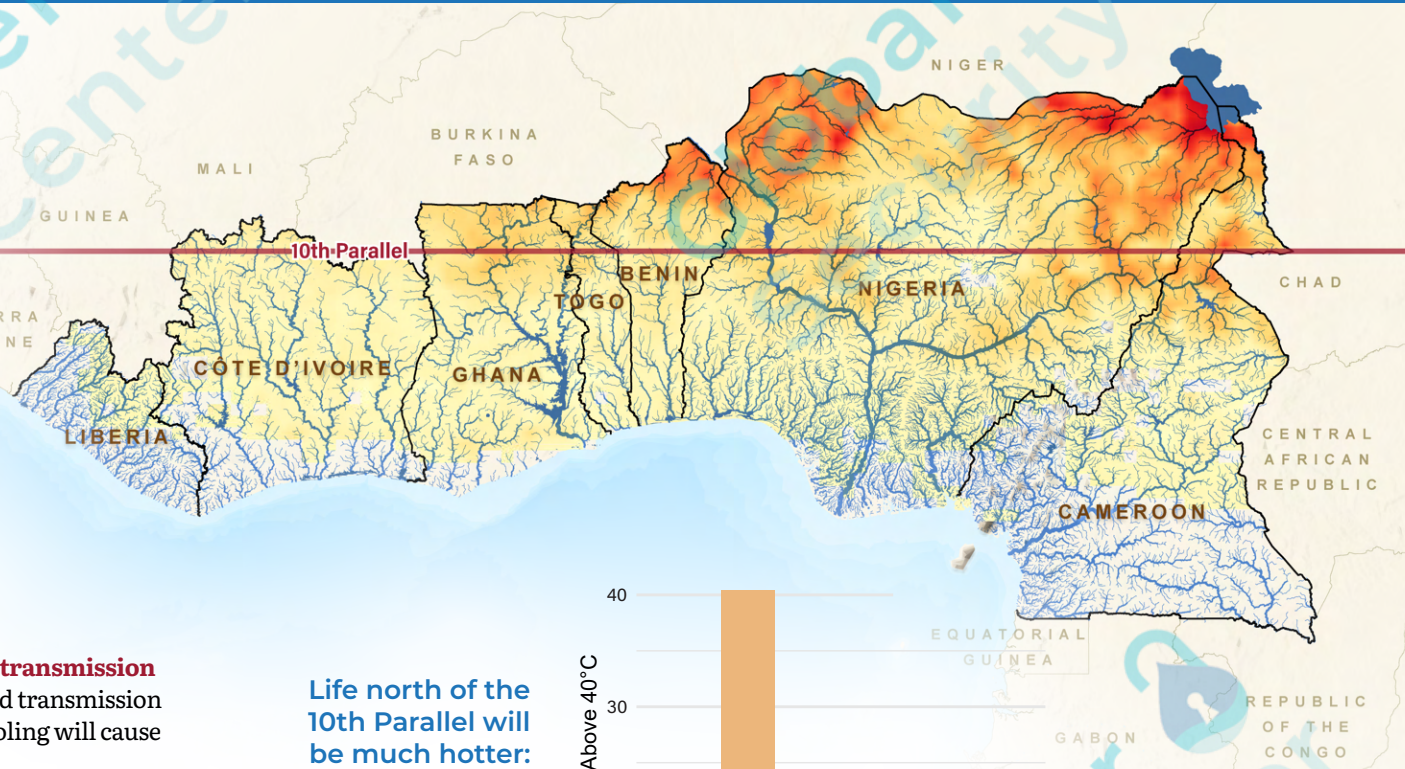 NIGER
BURKINA
FASO
MALI
GUINEA
10th Parallel
BENIN
TOGO
NIGERIA
CHAD
CÔTE D'IVOIRE
GHANA
LIBERIA
CENTRAL
AFRICAN
REPUBLIC
CAMEROON
EQUATORIAL
GUINEA
GABON
REPUBLIC
OF THE
CONGO
transmission
d transmission
bling will cause
Life north of the
10th Parallel will
be much hotter:
Above 40°C
40
30